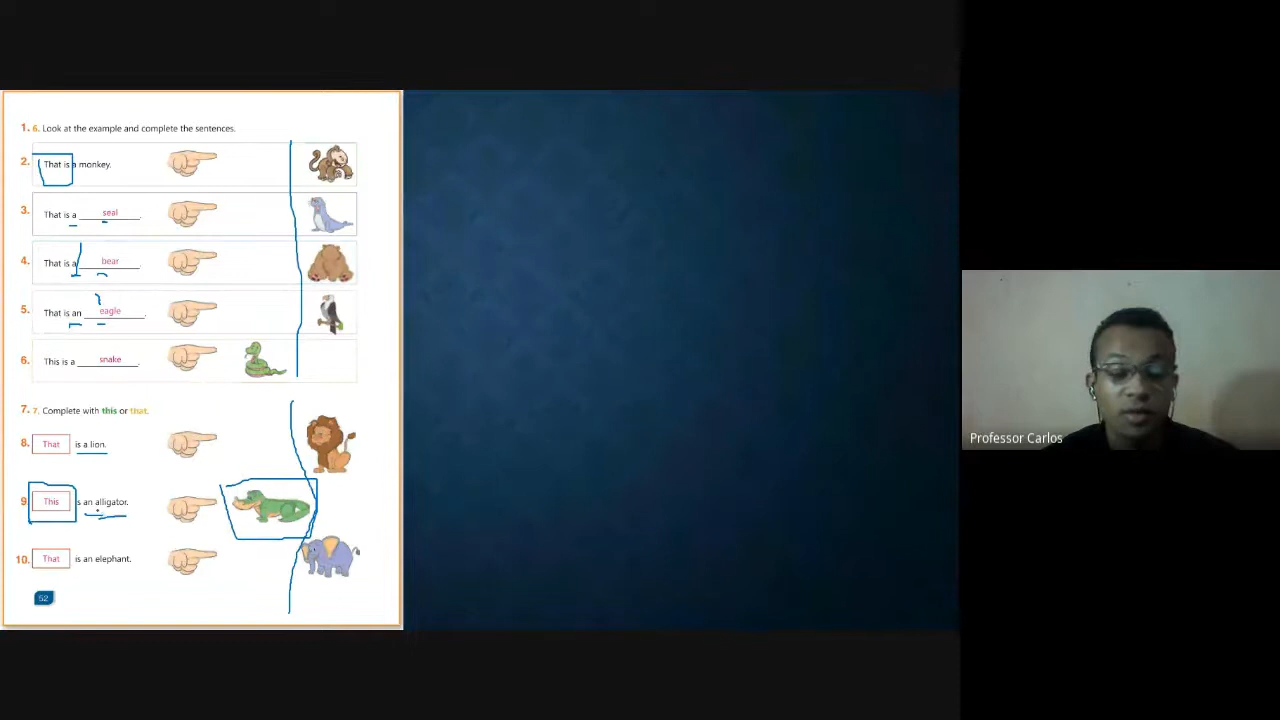 1. 6. Look at the example and complete the sentences.
2. That is a monkey.
3. That is a seal.
4. That is a bear.
5. That is an eagle.
6. This is a snake
7. 7. Complete with this or that.
8. That is a lion.
9. This is an alligator.
10. That is an elephant.
52
Professor Carlos